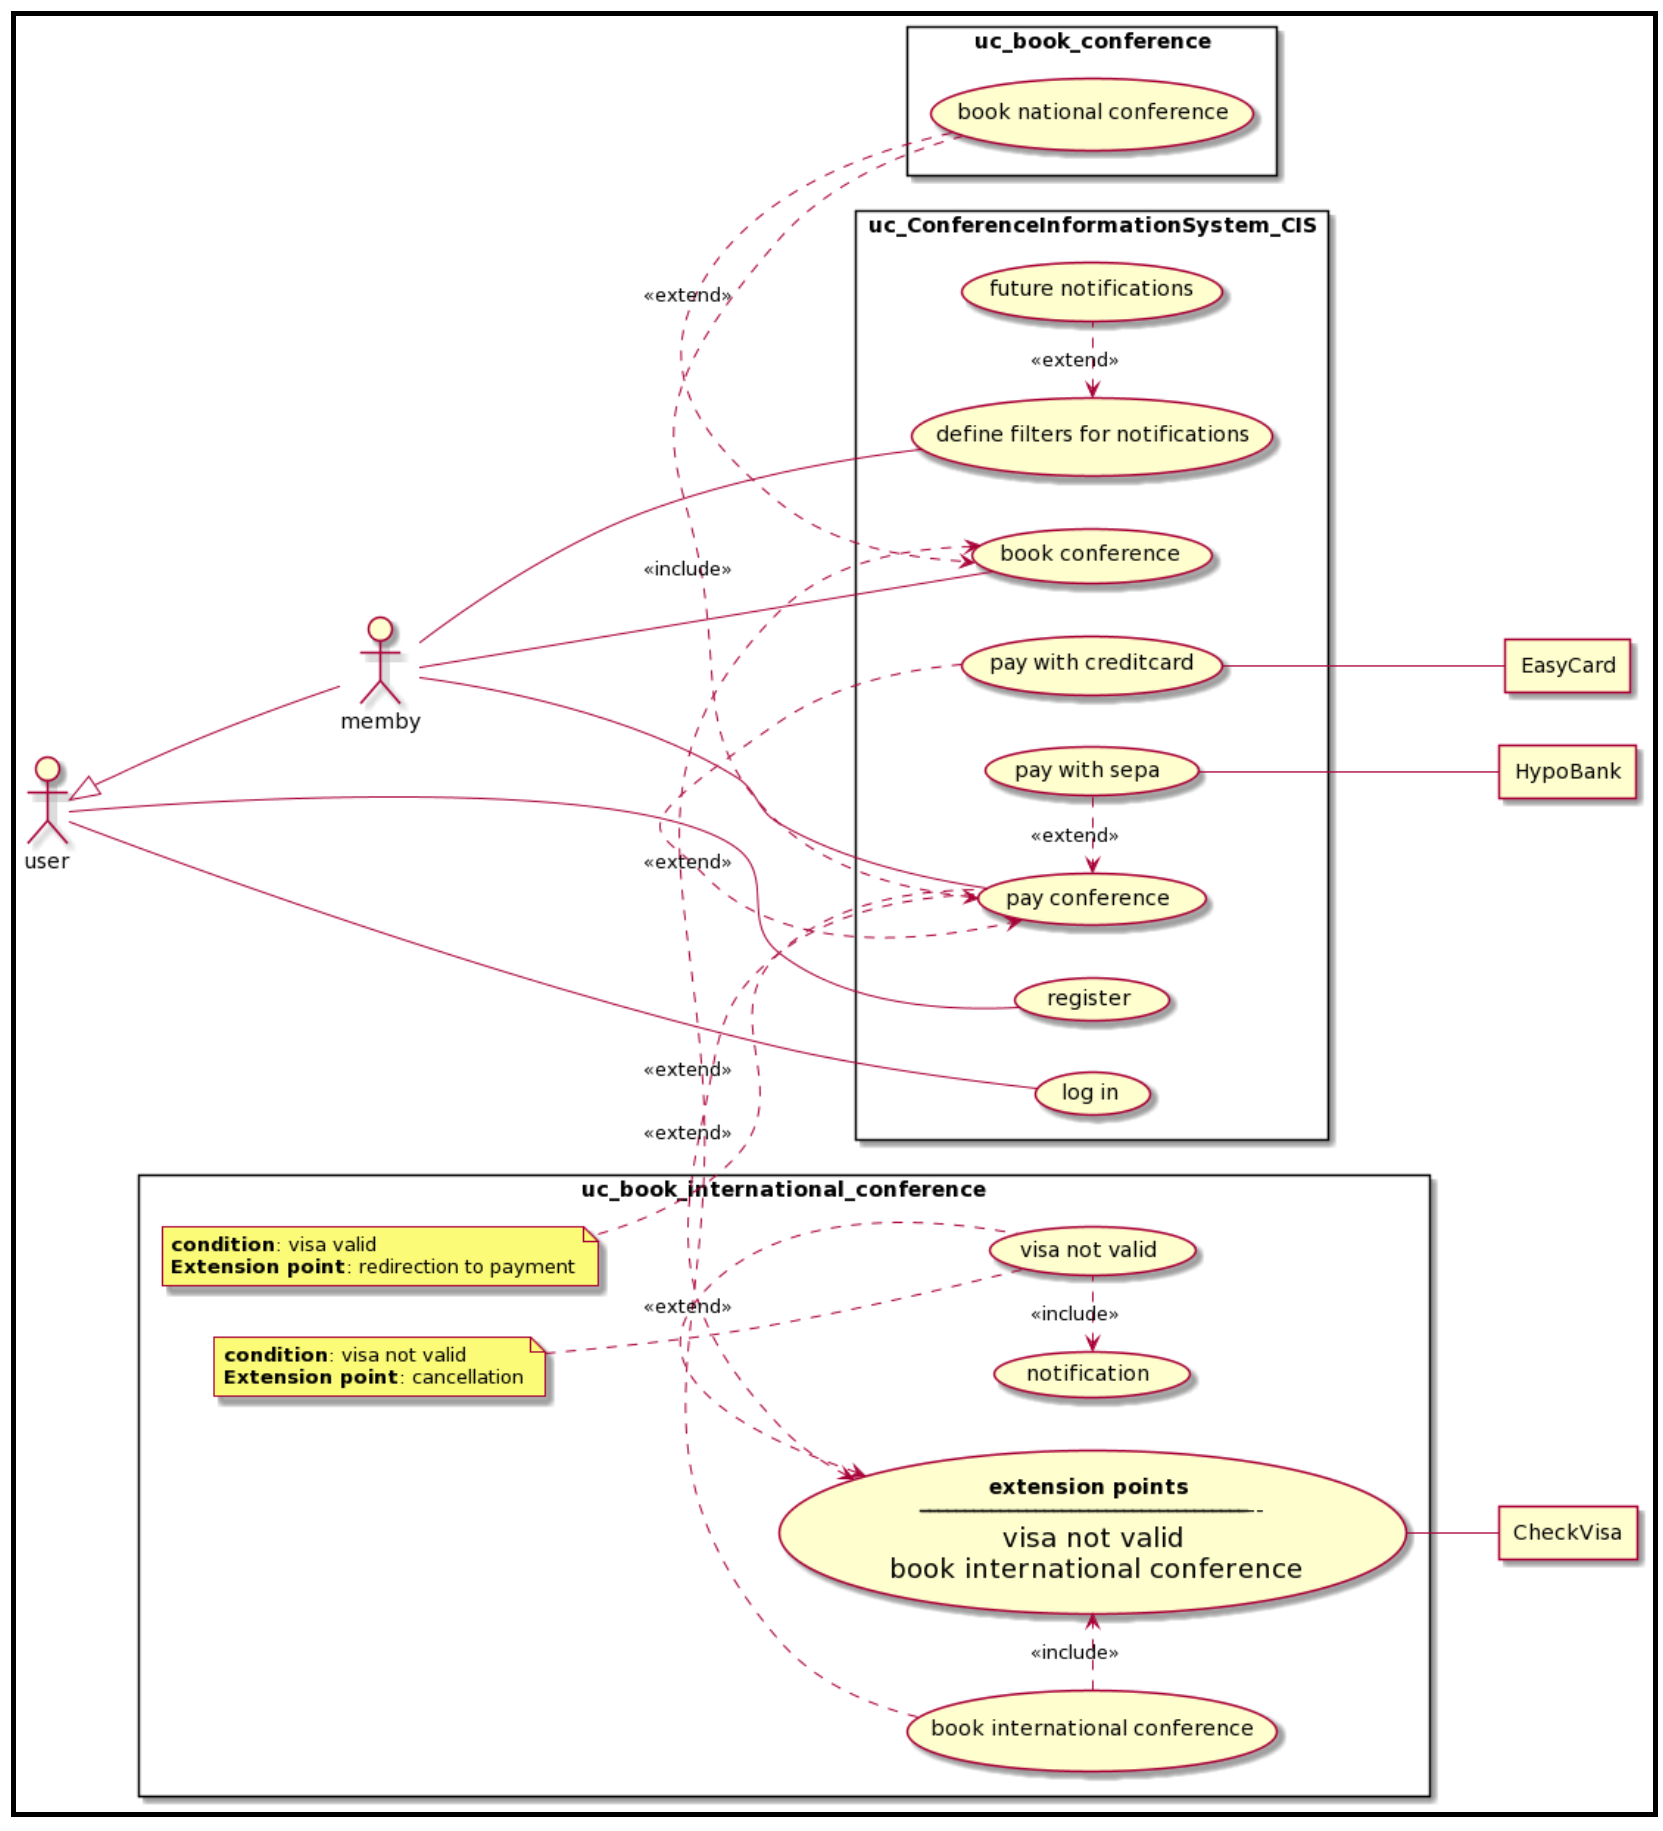 uc_book_conference
book national conference
uc_ConferenceInformationSystem_CIS
future notifications
«extend»
«extend»
define filters for notifications
book conference
«include»
pay with creditcard
EasyCard
memby
pay with sepa
HypoBank
«extend»
user
«extend»
pay conference
register
«extend»
log in
«extend»
uc_book_international_conference
condition: visa valid
Extension point: redirection to payment
visa not valid
«extend»
«include»
condition: visa not valid
Extension point: cancellation
notification
extension points
visa not valid
book international conference
CheckVisa
«include»
book international conference